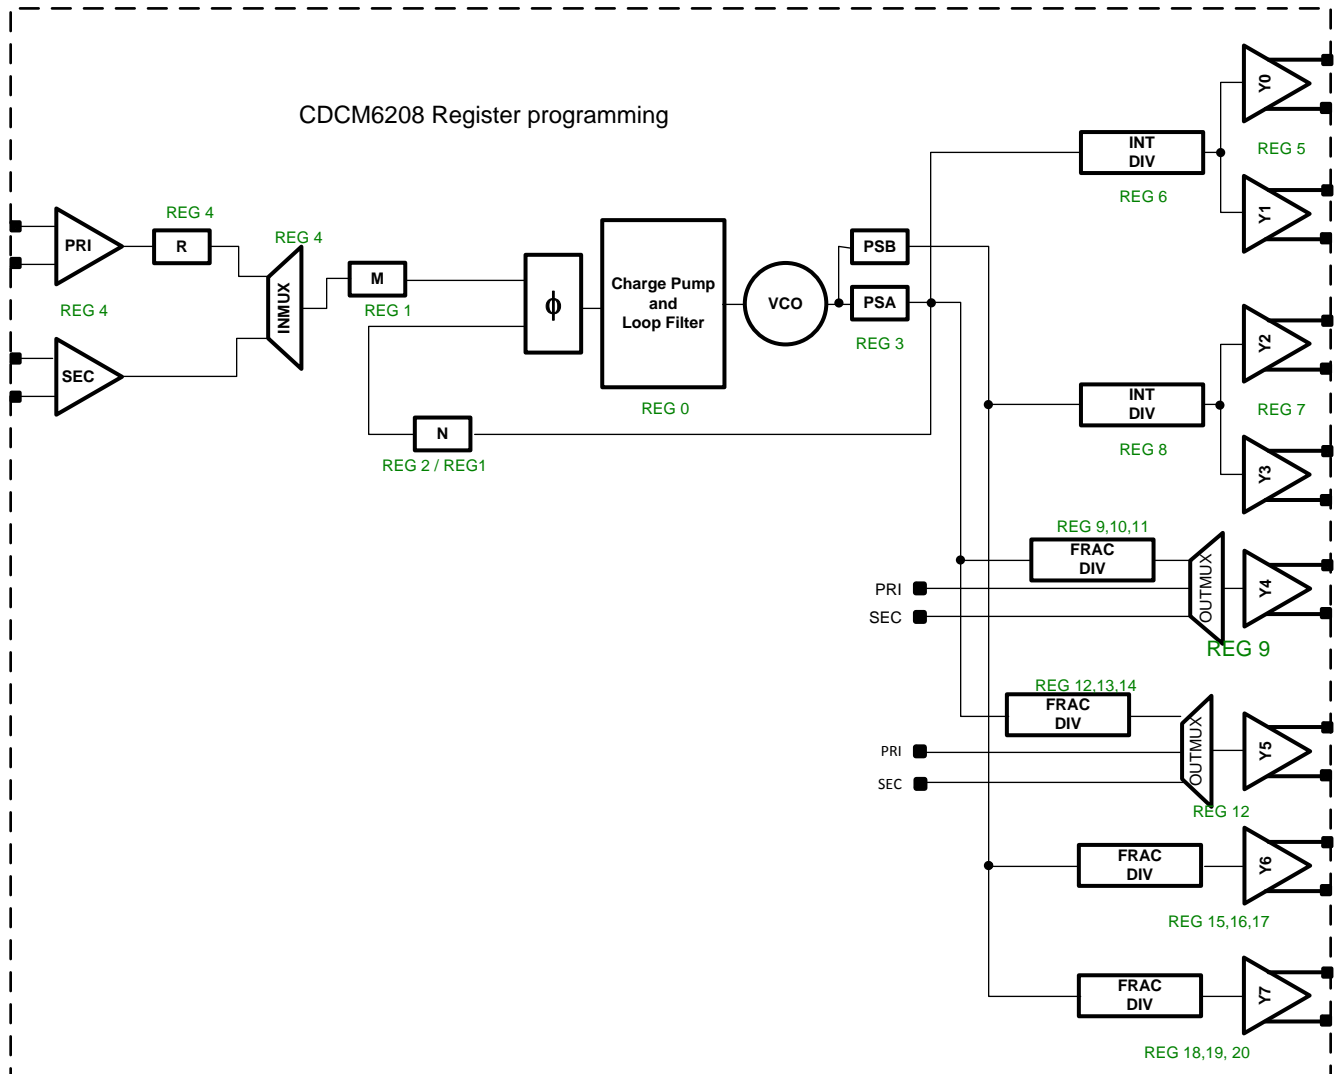 CDCM6208 Register programming
Y0
INT
DIV
REG 5
REG 6
Y1
REG 4
PRI
R
REG 4
REG 4
INMUX
M
REG 1
SEC
ϕ
Charge Pump
and
Loop Filter
REG 0
VCO
PSB
PSA
REG 3
N
REG 2 / REG1
Y2
INT
DIV
REG 7
REG 8
Y3
REG 9,10,11
FRAC
DIV
PRI
SEC
OUTMUX
Y4
REG 9
REG 12,13,14
FRAC
DIV
PRI
SEC
OUTMUX
Y5
REG 12
FRAC
DIV
Y6
REG 15,16,17
FRAC
DIV
Y7
REG 18,19, 20